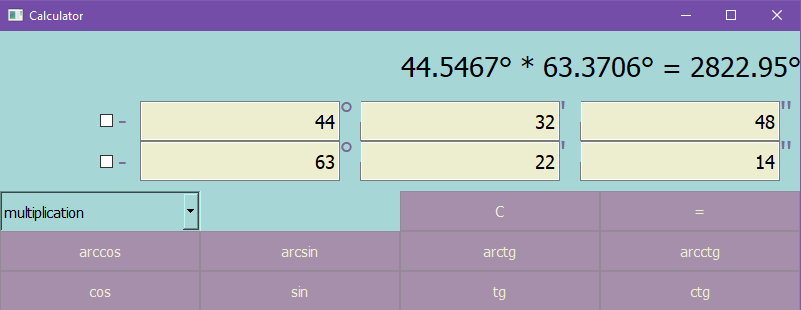 Calculator
44.5467° * 63.3706° = 2822.95°
- 44 ° 32 ' 48 "
- 63 ° 22 ' 14 "
multiplication C =
arccos arcsin arctg arcctg
cos sin tg ctg